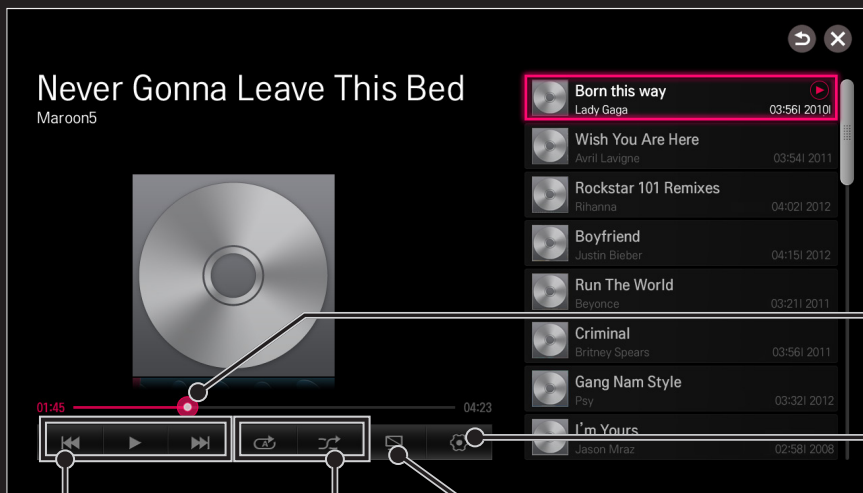 Never Gonna Leave This Bed
Maroon5
01:45
04:23
A
Born this way
Lady Gaga 03:56| 2010|
Wish You Are Here
Avril Lavigne 03:54| 2011
Rockstar 101 Remixes
Rihanna 04:02| 2012
Boyfriend
Justin Bieber 04:15| 2012
Run The World
Beyonce 03:21| 2011
Criminal
Britney Spears 03:56| 2011
Gang Nam Style
Psy 03:32| 2012
I'm Yours
Jason Mraz 02:58| 2008